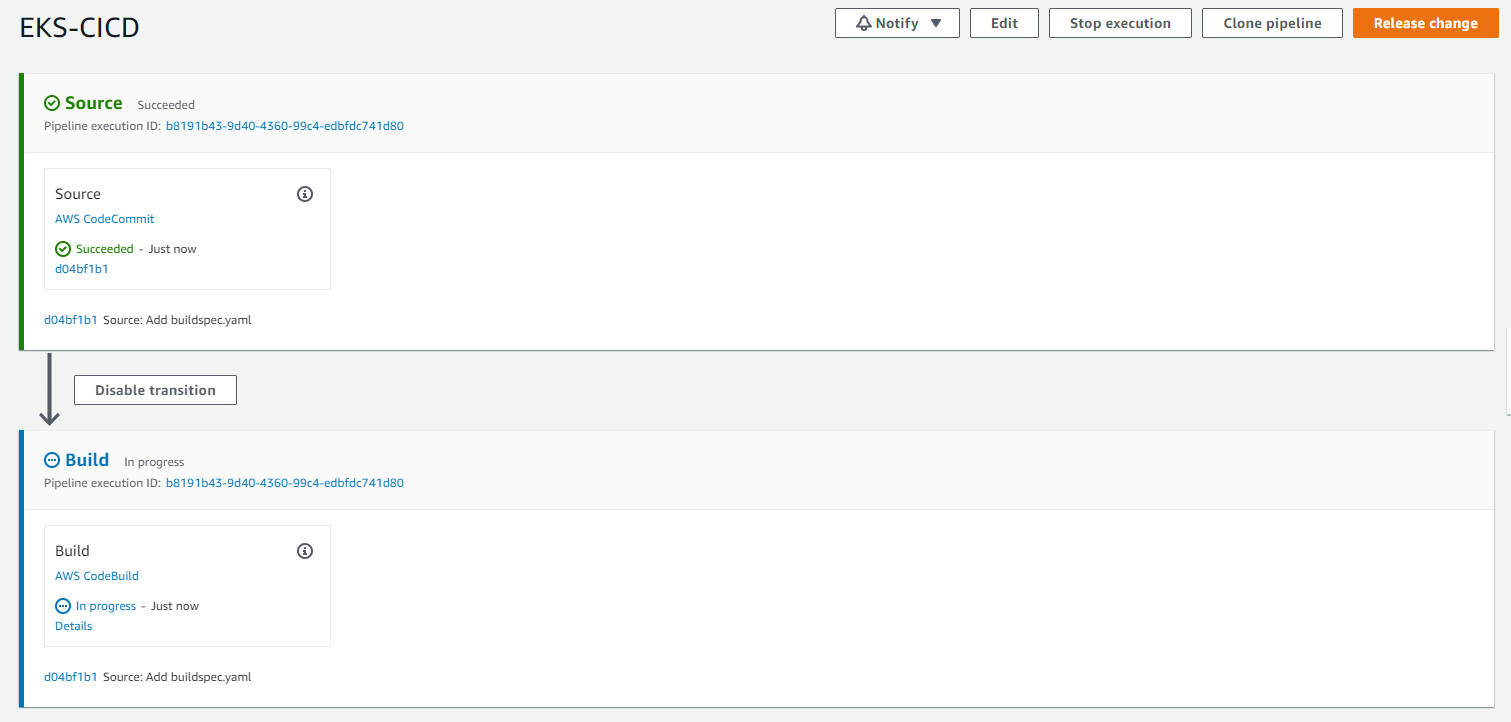 EKS-CICD
Notify
Edit
Stop execution
Clone pipeline
Release change
Source Succeeded
Pipeline execution ID: b8191b43-9d40-4360-99c4-edbfdc741d80
Source
AWS CodeCommit
Succeeded - Just now
d04bf1b1
d04bf1b1 Source: Add buildspec.yaml
Disable transition
Build In progress
Pipeline execution ID: b8191b43-9d40-4360-99c4-edbfdc741d80
Build
AWS CodeBuild
In progress - Just now
Details
d04bf1b1 Source: Add buildspec.yaml